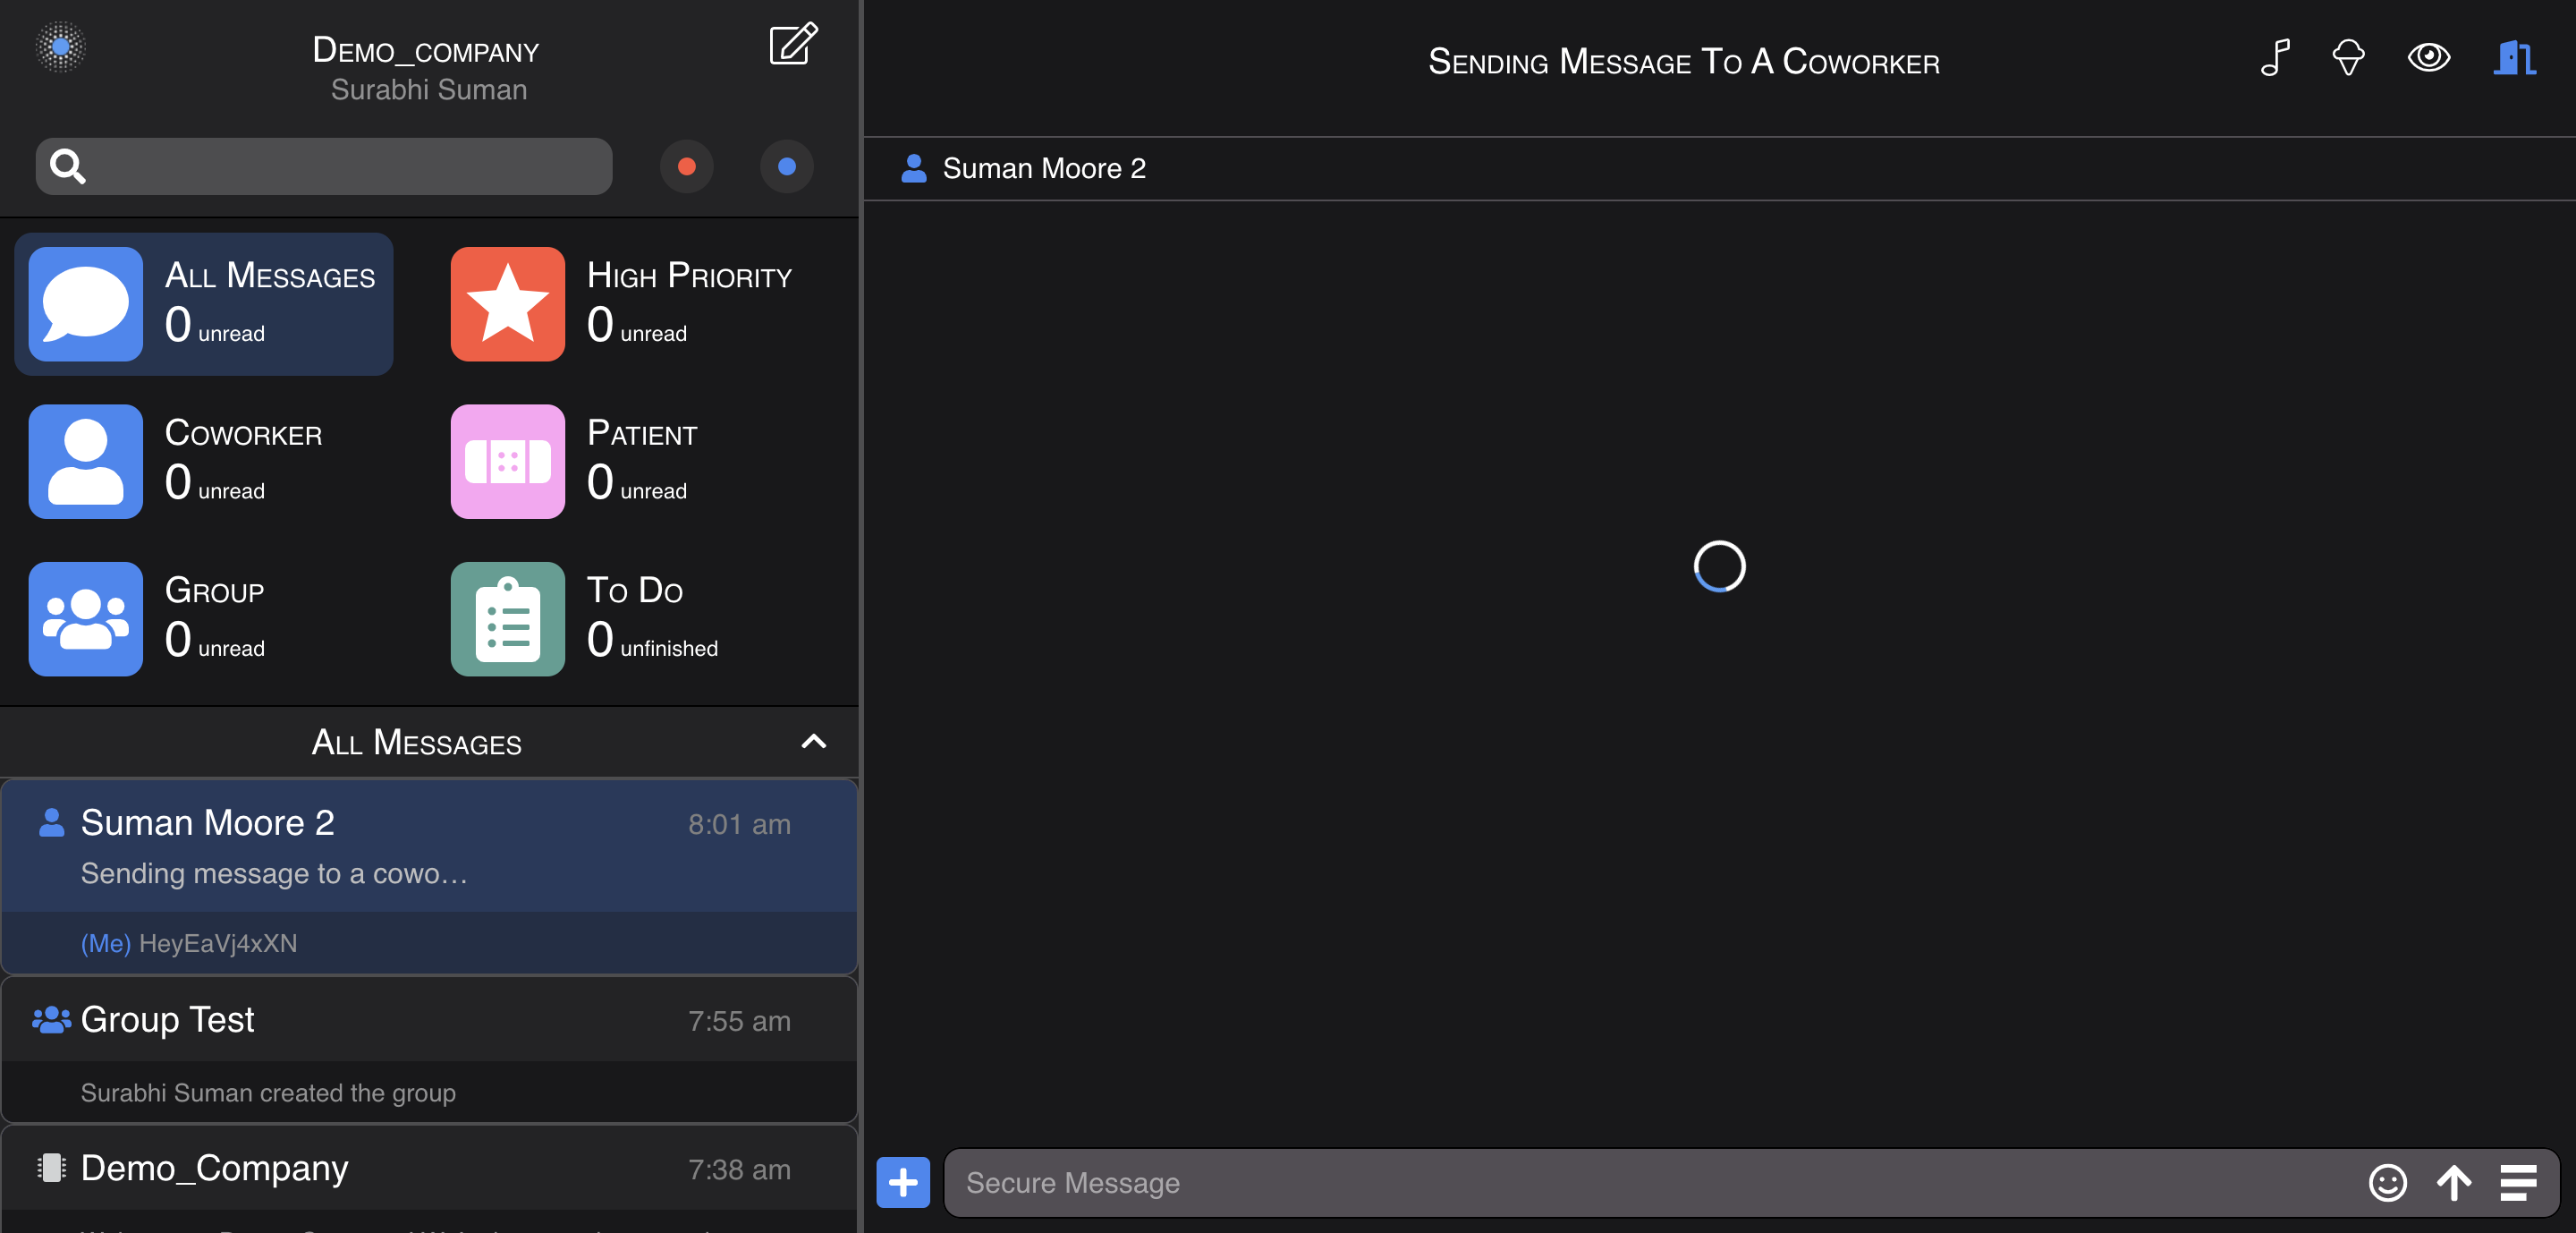 Demo_company
Surabhi Suman
All Messages
0 unread
High Priority
0 unread
Coworker
0 unread
Patient
0 unread
Group
0 unread
To Do
0 unfinished
All Messages
Suman Moore 2
8:01 am
Sending message to a cowo…
(Me) HeyEaVj4xXN
Group Test
7:55 am
Surabhi Suman created the group
Demo_Company
7:38 am
Sending Message To A Coworker
Suman Moore 2
Secure Message